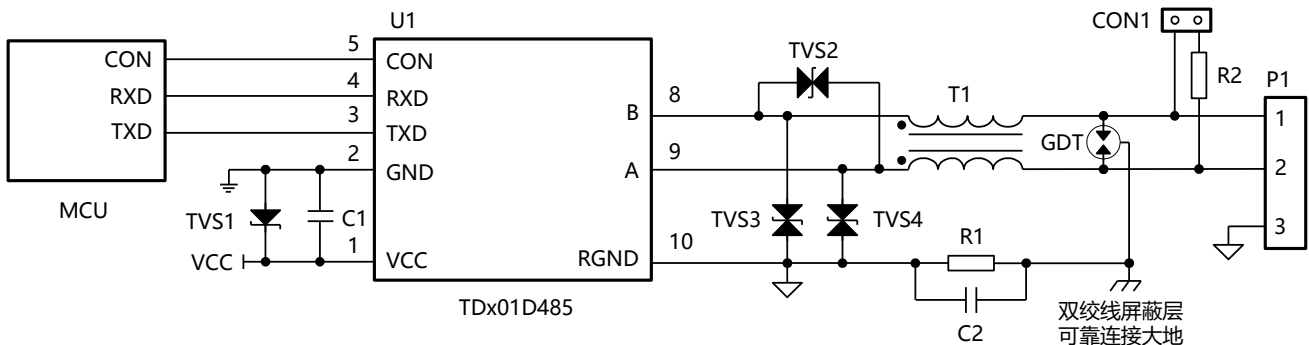 U1
CON1
5
CON
CON
TVS2
R2
P1
4
RXD
RXD
8
T1
3
B
1
TXD
TXD
2
9
GDT
GND
A
2
MCU
TVS1
C1
TVS3
TVS4
3
1
10
R1
VCC
VCC
RGND
TDx01D485
C2
双绞线屏蔽层
可靠连接大地